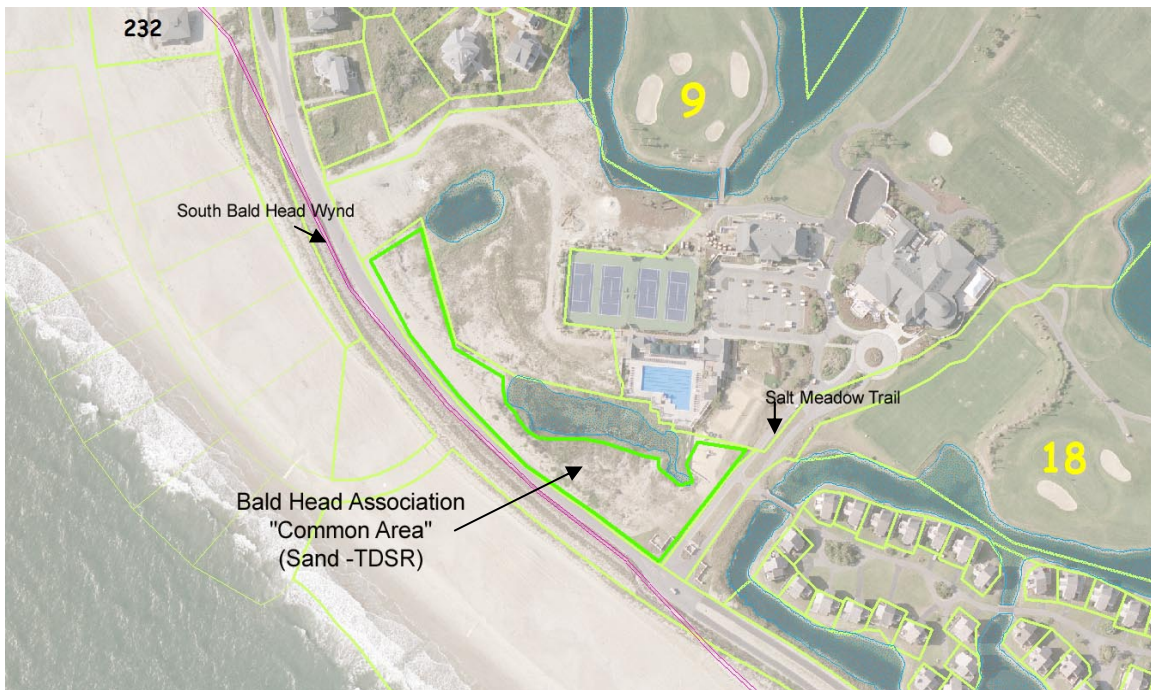 232
9
South Bald Head Wynd
Salt Meadow Trail
18
Bald Head Association
"Common Area"
(Sand -TDSR)